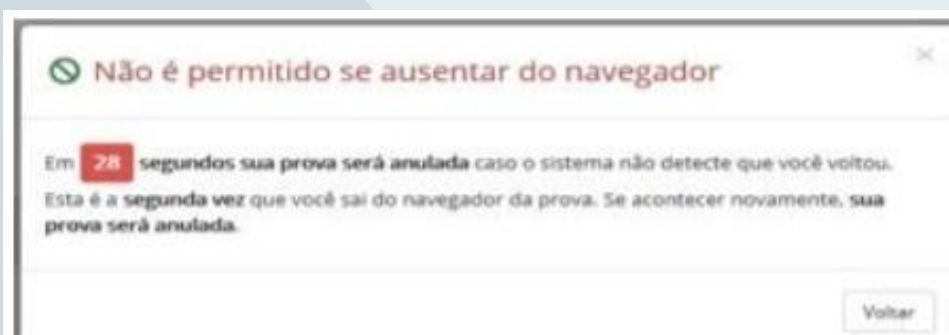 Não é permitido se ausentar do navegador
Em 28 segundos sua prova será anulada caso o sistema não detecte que você voltou.
Esta é a segunda vez que você sai do navegador da prova. Se acontecer novamente, sua
prova será anulada.
Voltar